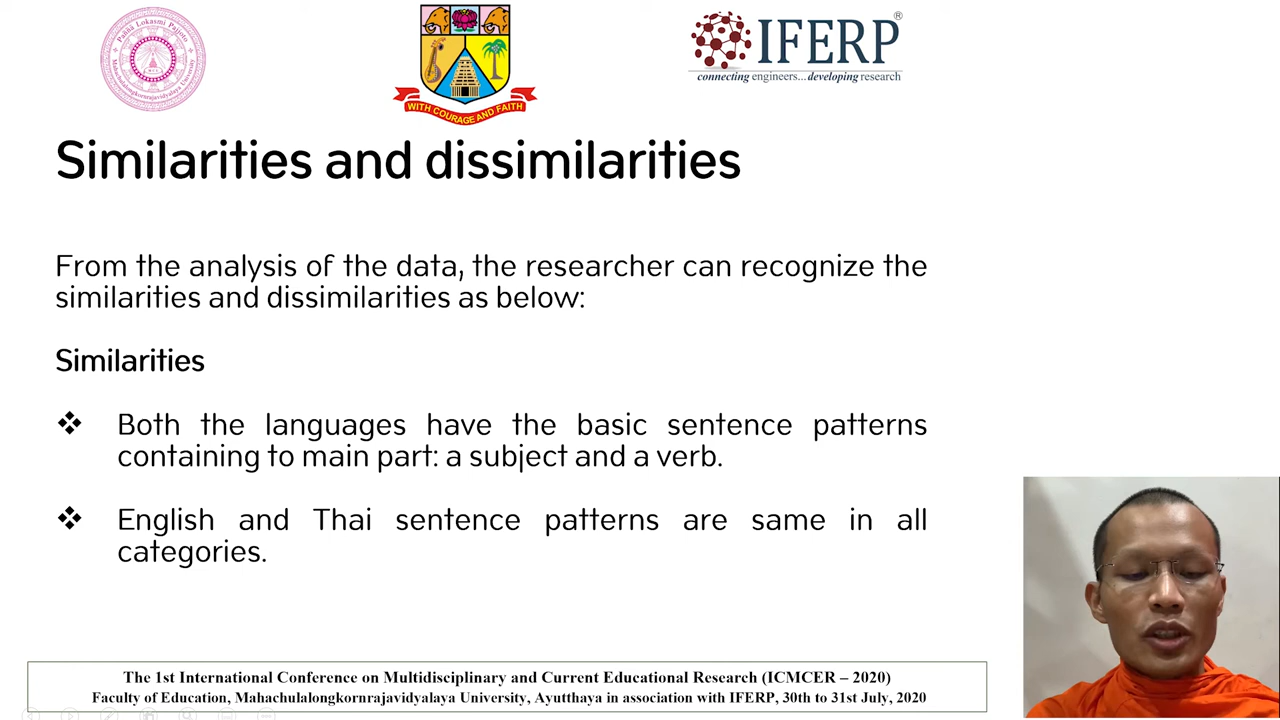 Pañña Lokasmi Pajjoto
WITH COURAGE AND FAITH
IFERP®
connecting engineers...developing research
Similarities and dissimilarities
From the analysis of the data, the researcher can recognize the
similarities and dissimilarities as below:
Similarities
❖ Both the languages have the basic sentence patterns
containing to main part: a subject and a verb.
❖ English and Thai sentence patterns are same in all
categories.
The 1st International Conference on Multidisciplinary and Current Educational Research (ICMCER – 2020)
Faculty of Education, Mahachulalongkornrajavidyalaya University, Ayutthaya in association with IFERP, 30th to 31st July, 2020